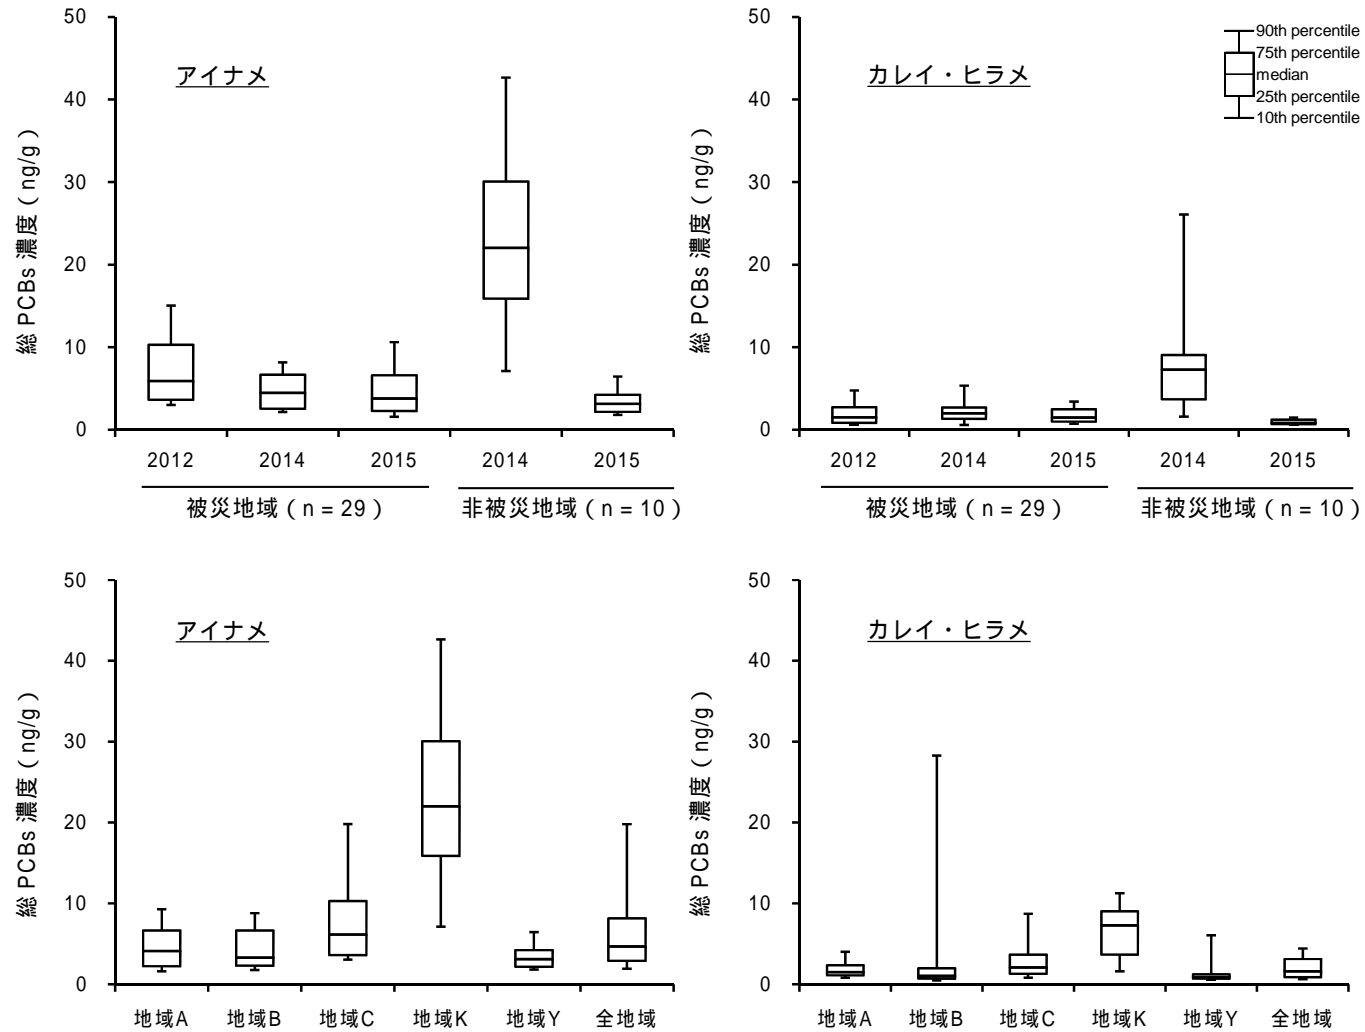 50
40
30
20
10
0
総 PCBs 濃度 ( ng/g )
アイナメ
2012 2014 2015 2014 2015
被災地域 ( n = 29 ) 非被災地域 ( n = 10 )
50
40
30
20
10
0
総 PCBs 濃度 ( ng/g )
カレイ・ヒラメ
90th percentile
75th percentile
median
25th percentile
10th percentile
2012 2014 2015 2014 2015
被災地域 ( n = 29 ) 非被災地域 ( n = 10 )
50
40
30
20
10
0
総 PCBs 濃度 ( ng/g )
アイナメ
地域A 地域B 地域C 地域K 地域Y 全地域
50
40
30
20
10
0
総 PCBs 濃度 ( ng/g )
カレイ・ヒラメ
地域A 地域B 地域C 地域K 地域Y 全地域